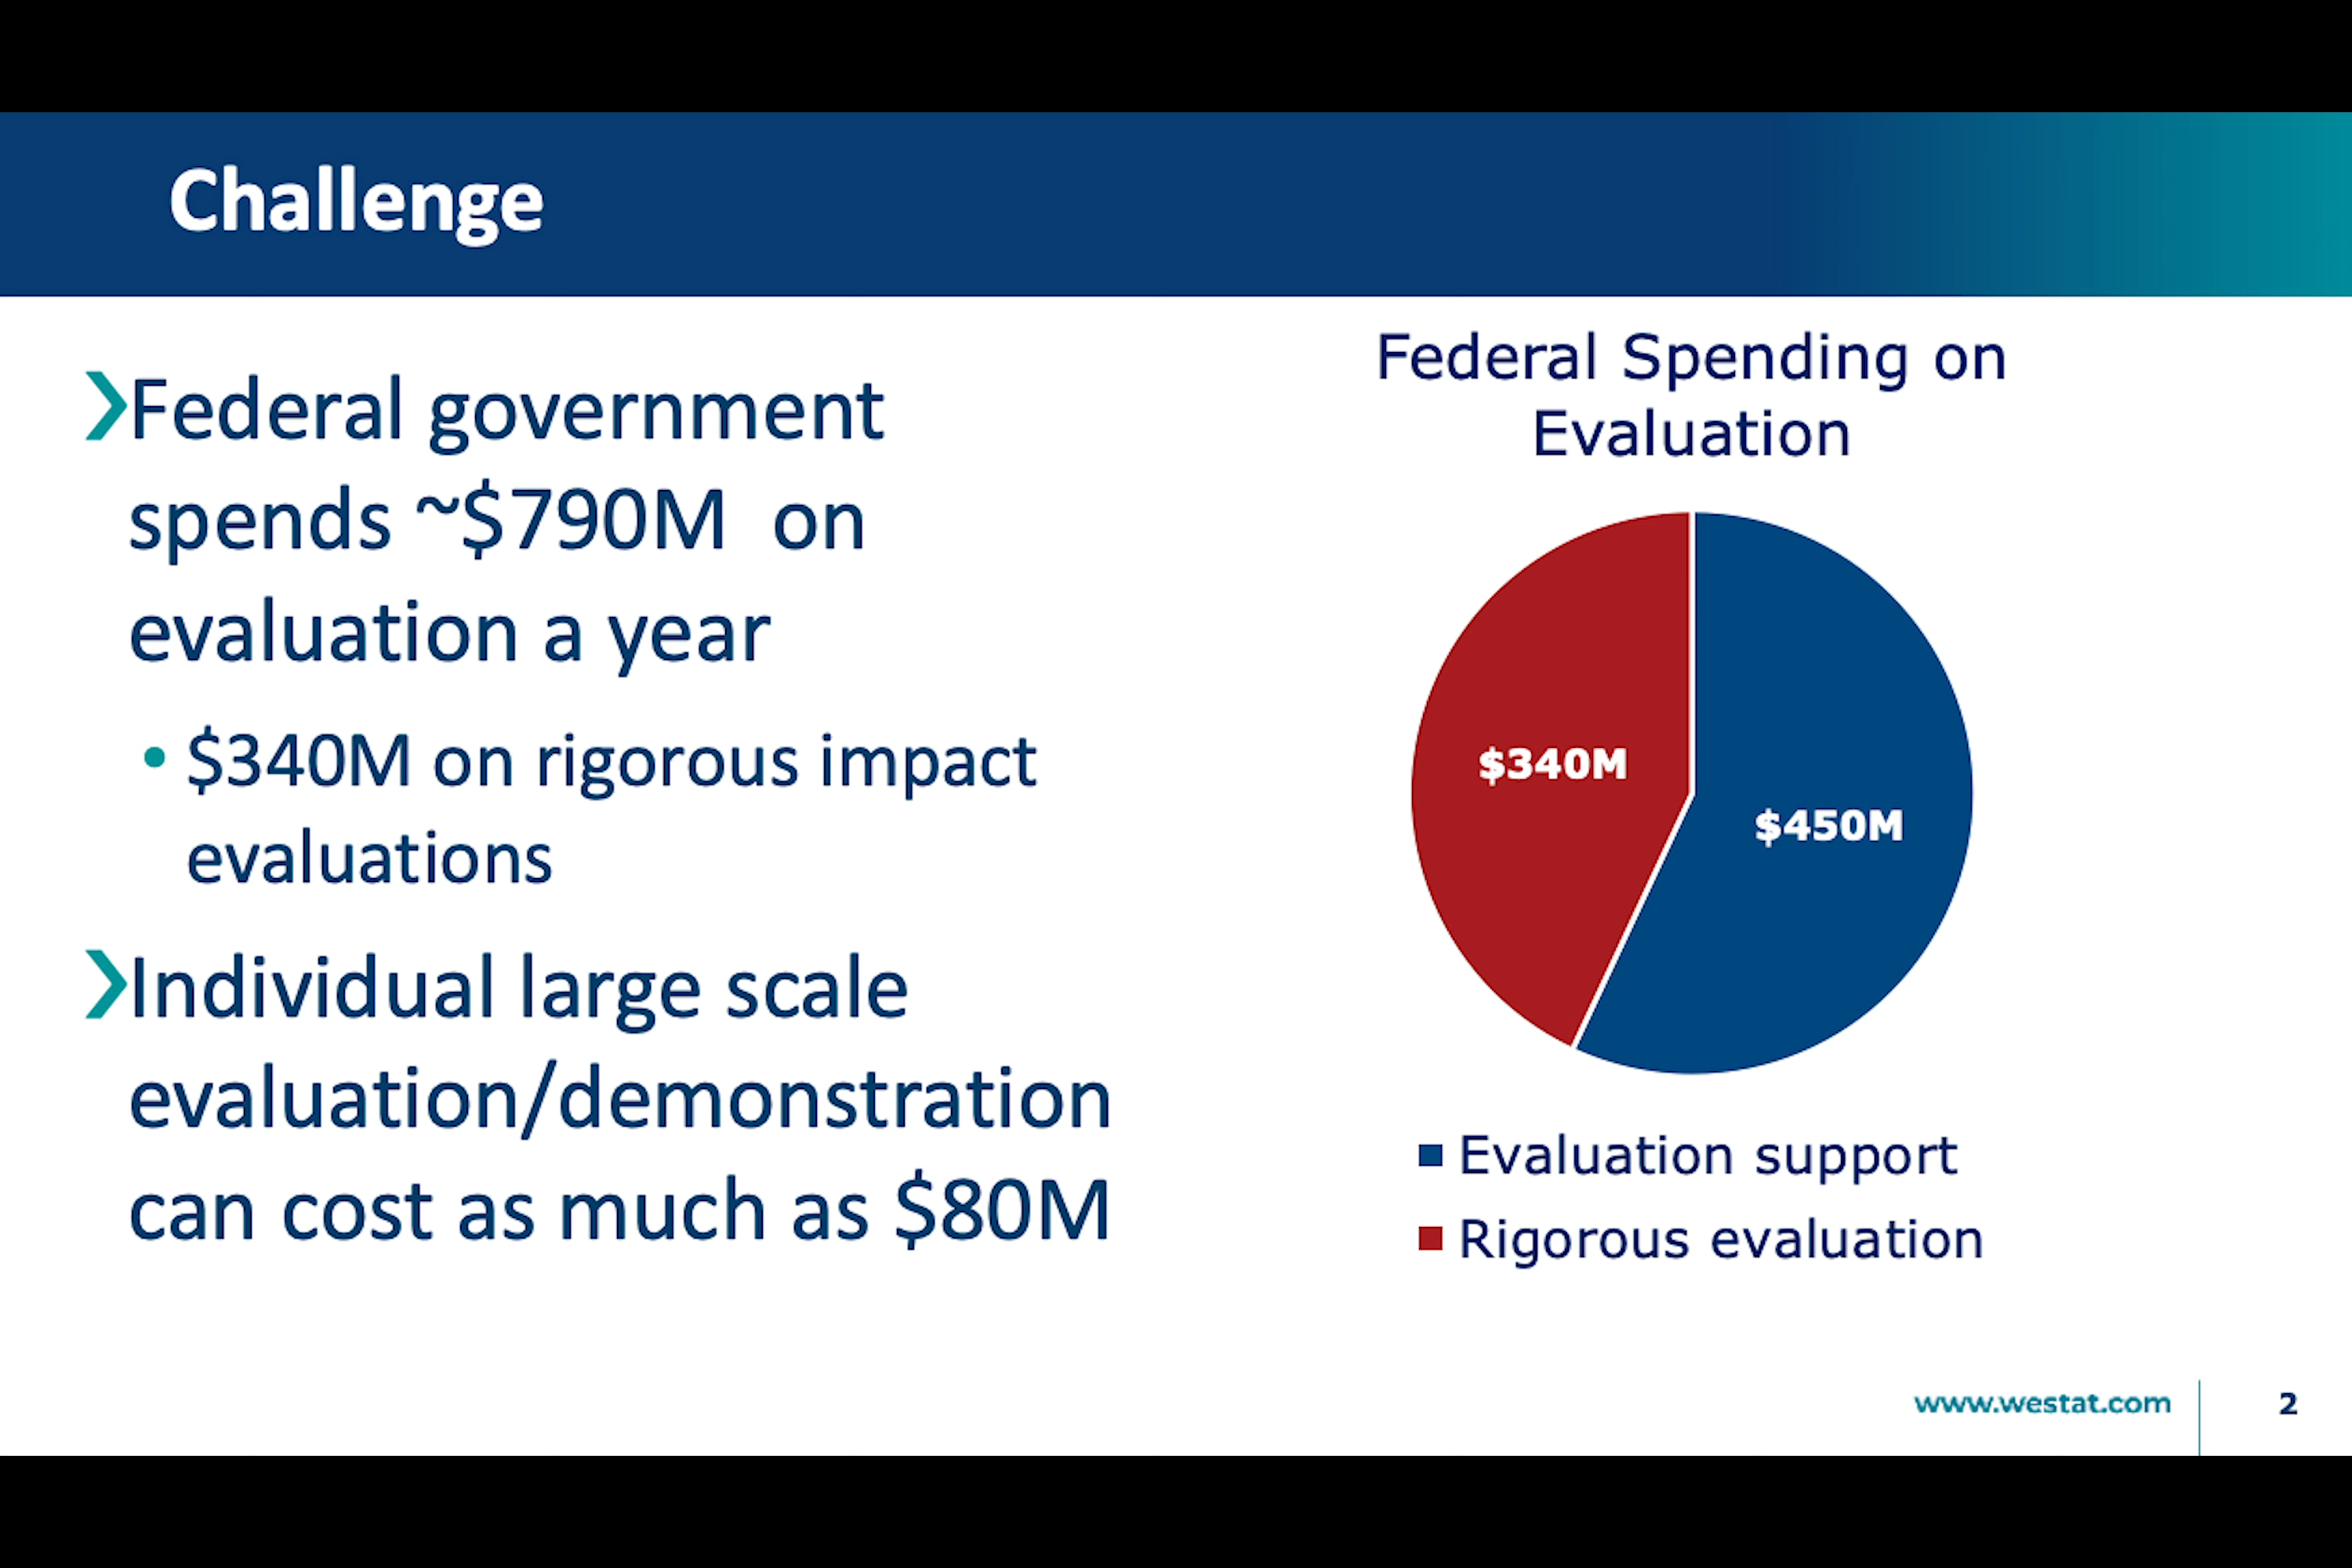 Challenge
Federal government
spends ~$790M on
evaluation a year
• $340M on rigorous impact
evaluations
Individual large scale
evaluation/demonstration
can cost as much as $80M
Federal Spending on
Evaluation
$340M
$450M
Evaluation support
Rigorous evaluation
www.westat.com
2